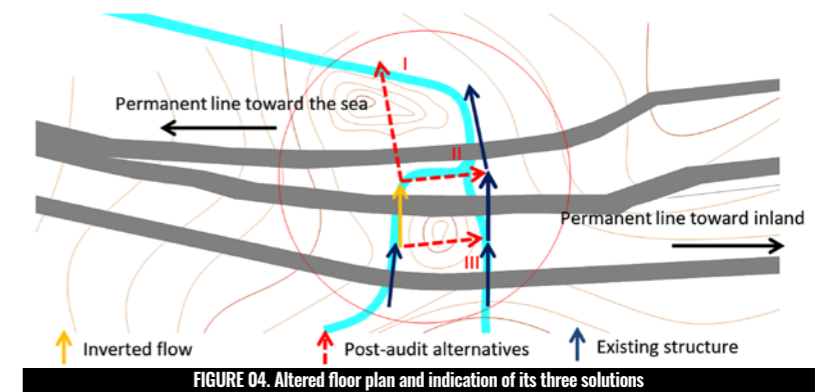 I
Permanent line toward the sea
II
Permanent line toward inland
III
Inverted flow
Post-audit alternatives
Existing structure
FIGURE 04. Altered floor plan and indication of its three solutions